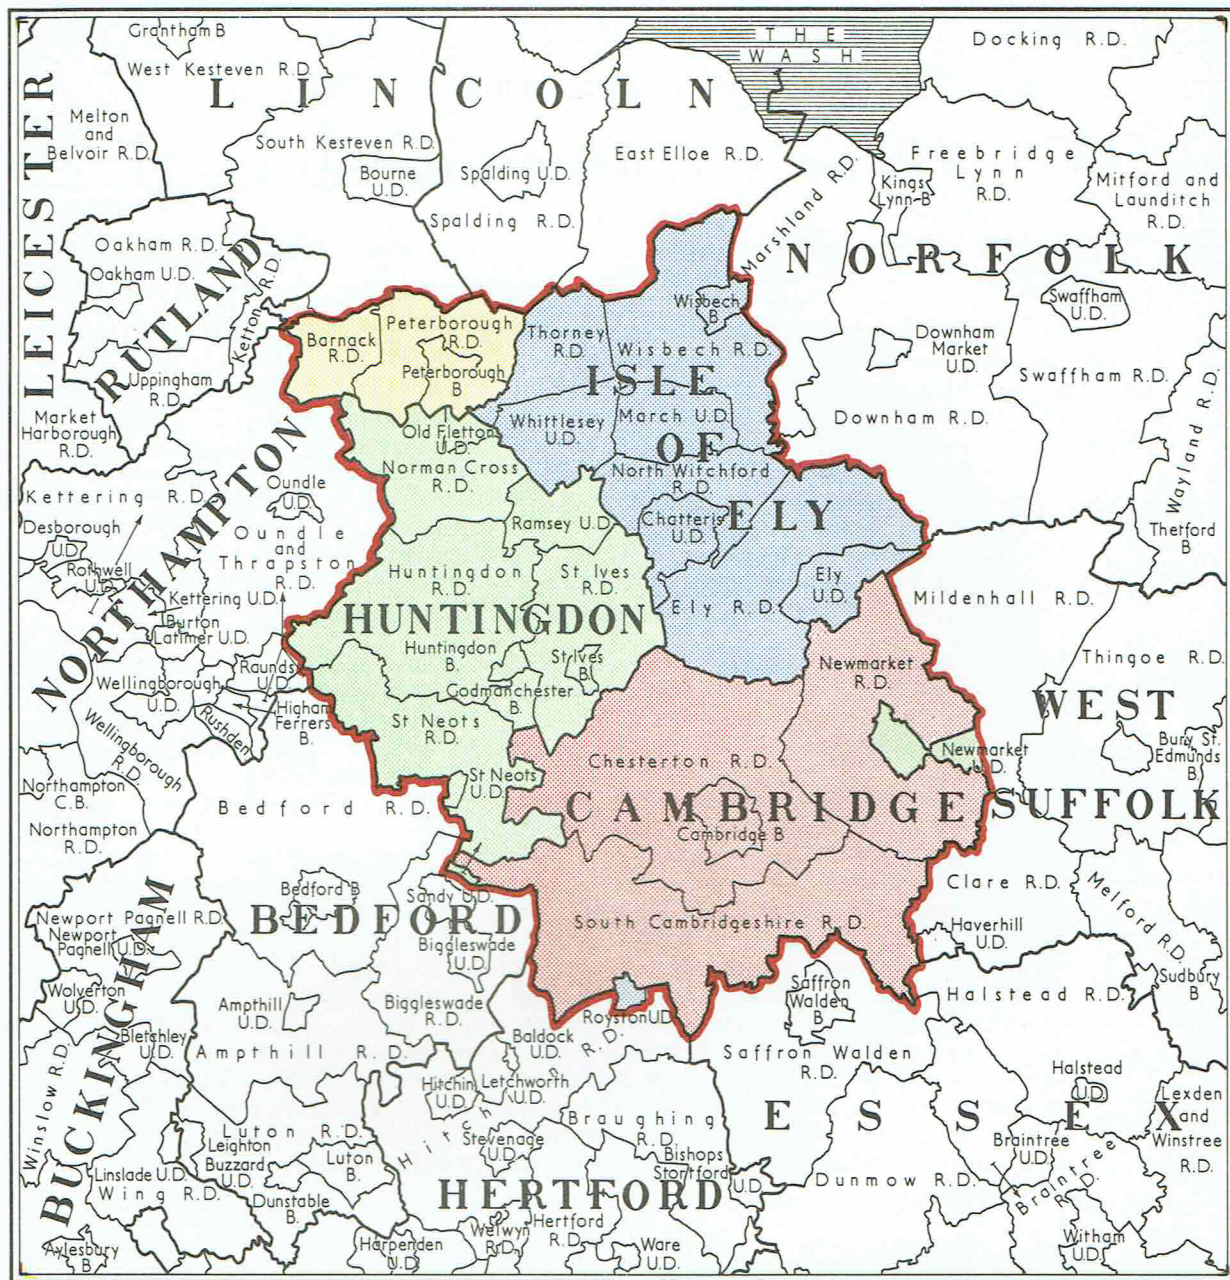 Grantham B
West Kesteven R.D.
THE
WASH
Docking R.D.
LINCOLN
LEICESTER
Melton
and
Belvoir R.D.
South Kesteven R.D.
Bourne
U.D.
Spalding U.D.
Spalding R.D.
East Elloe R.D.
Marshland R.D.
Kings
Lynn B
Freebridge
Lynn
R.D.
Mitford and
Launditch
R.D.
NORFOLK
Oakham R.D.
Oakham U.D.
RUTLAND
Ketton R.D.
Uppingham
R.D.
Market
Harborough
R.D.
Barnack
R.D.
Peterborough
R.D.
Peterborough
B
Thorney
R.D.
Wisbech
B
Wisbech R.D.
ISLE
OF
ELY
Whittlesey
U.D.
March U.D.
Downham
Market
U.D.
Swaffham
U.D.
Swaffham R.D.
Downham R.D.
Wayland R.D.
Thetford
B
Old Fletton
U.D.
Norman Cross
R.D.
North Witchford
R.D.
Chatteris
U.D.
Ramsey U.D.
Kettering R.D.
Desborough
U.D.
Rothwell
U.D.
NORTHAMPTON
Oundle
U.D.
Oundle
and
Thrapston
R.D.
Kettering U.D.
Burton
Latimer U.D.
Huntingdon
R.D.
St. Ives
R.D.
Ely R.D.
Ely
U.D.
Mildenhall R.D.
HUNTINGDON
Huntingdon
B.
St Ives
B.
Godmanchester
B.
Newmarket
R.D.
Thingoe R.D.
WEST
SUFFOLK
Bury St.
Edmunds
B.
Wellingborough
U.D.
Raunds
U.D.
Higham
Ferrers
B.
Rushden
Wellingborough
R.D.
Northampton
C.B.
Northampton
R.D.
St Neots
R.D.
St Neots
U.D.
Chesterton R.D.
Newmarket
U.D.
CAMBRIDGE
Cambridge B
Bedford R.D.
Bedford B
BEDFORD
Sandy U.D.
Biggleswade
U.D.
South Cambridgeshire R.D.
Clare R.D.
Haverhill
U.D.
Melford R.D.
Sudbury
B
Newport Pagnell R.D.
Newport
Pagnell U.D.
Wolverton
U.D.
BUCKINGHAM
Bletchley
U.D.
Winslow R.D.
Ampthill
U.D.
Ampthill R.D.
Biggleswade
R.D.
Baldock
U.D.
Royston U.D.
Saffron
Walden
B
Saffron Walden
R.D.
Halstead R.D.
Halstead
U.D.
Lexden
and
Winstree
R.D.
Hitchin
U.D.
Letchworth
U.D.
Hitchin R.D.
Braughing
R.D.
Stevenage
U.D.
Bishops
Stortford
U.D.
ESSEX
Braintree
U.D.
Braintree
R.D.
Dunmow R.D.
Witham
U.D.
Luton R.D.
Leighton
Buzzard
U.D.
Luton
B.
Linslade U.D.
Wing R.D.
Dunstable
B.
Aylesbury
B
HERTFORD
Harpenden
U.D.
Welwyn
R.D.
Hertford
R.D.
Ware
U.D.